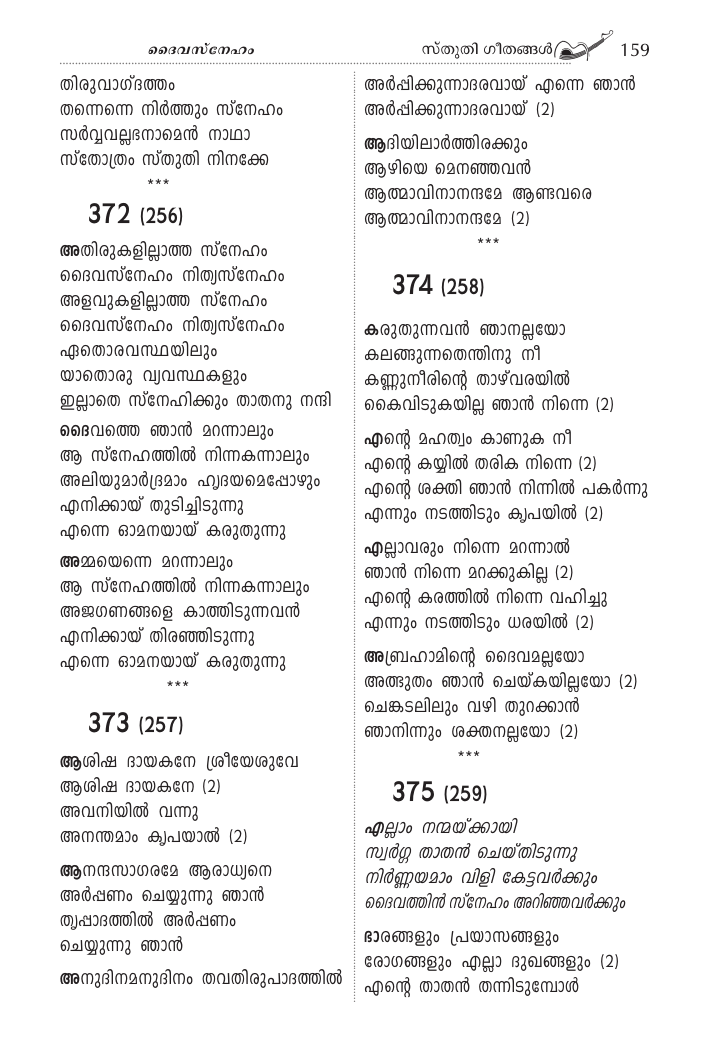 ദൈവസ്നേഹം
സ്തുതി ഗീതങ്ങൾ 159
തിരുവാഗ്ദത്തം
തന്നെന്നെ നിർത്തും സ്നേഹം
സർവ്വവല്ലഭനാമെൻ നാഥാ
സ്തോത്രം സ്തുതി നിനക്കേ
***
372 (256)
അതിരുകളില്ലാത്ത സ്നേഹം
ദൈവസ്നേഹം നിത്യസ്നേഹം
അളവുകളില്ലാത്ത സ്നേഹം
ദൈവസ്നേഹം നിത്യസ്നേഹം
ഏതൊരവസ്ഥയിലും
യാതൊരു വ്യവസ്ഥകളും
ഇല്ലാതെ സ്നേഹിക്കും താതനു നന്ദി
ദൈവത്തെ ഞാൻ മറന്നാലും
ആ സ്നേഹത്തിൽ നിന്നകന്നാലും
അലിയുമാർദ്രമാം ഹൃദയമെപ്പോഴും
എനിക്കായ് തുടിച്ചിടുന്നു
എന്നെ ഓമനയായ് കരുതുന്നു
അമ്മയെന്നെ മറന്നാലും
ആ സ്നേഹത്തിൽ നിന്നകന്നാലും
അജഗണങ്ങളെ കാത്തിടുന്നവൻ
എനിക്കായ് തിരഞ്ഞിടുന്നു
എന്നെ ഓമനയായ് കരുതുന്നു
***
373 (257)
ആശിഷ ദായകനേ ശ്രീയേശുവേ
ആശിഷ ദായകനേ (2)
അവനിയിൽ വന്നു
അനന്തമാം കൃപയാൽ (2)
ആനന്ദസാഗരമേ ആരാധ്യനെ
അർപ്പണം ചെയ്യുന്നു ഞാൻ
തൃപ്പാദത്തിൽ അർപ്പണം
ചെയ്യുന്നു ഞാൻ
അനുദിനമനുദിനം തവതിരുപാദത്തിൽ
അർപ്പിക്കുന്നാദരവായ് എന്നെ ഞാൻ
അർപ്പിക്കുന്നാദരവായ് (2)
ആദിയിലാർത്തിരക്കും
ആഴിയെ മെനഞ്ഞവൻ
ആത്മാവിനാനന്ദമേ ആണ്ടവരെ
ആത്മാവിനാനന്ദമേ (2)
***
374 (258)
കരുതുന്നവൻ ഞാനല്ലയോ
കലങ്ങുന്നതെന്തിനു നീ
കണ്ണുനീരിന്റെ താഴ്‌വരയിൽ
കൈവിടുകയില്ല ഞാൻ നിന്നെ (2)
എന്റെ മഹത്വം കാണുക നീ
എന്റെ കയ്യിൽ തരിക നിന്നെ (2)
എന്റെ ശക്തി ഞാൻ നിന്നിൽ പകർന്നു
എന്നും നടത്തിടും കൃപയിൽ (2)
എല്ലാവരും നിന്നെ മറന്നാൽ
ഞാൻ നിന്നെ മറക്കുകില്ല (2)
എന്റെ കരത്തിൽ നിന്നെ വഹിച്ചു
എന്നും നടത്തിടും ധരയിൽ (2)
അബ്രഹാമിന്റെ ദൈവമല്ലയോ
അത്ഭുതം ഞാൻ ചെയ്കയില്ലയോ (2)
ചെങ്കടലിലും വഴി തുറക്കാൻ
ഞാനിന്നും ശക്തനല്ലയോ (2)
***
375 (259)
എല്ലാം നന്മയ്ക്കായി
സ്വർഗ്ഗ താതൻ ചെയ്തിടുന്നു
നിർണ്ണയമാം വിളി കേട്ടവർക്കും
ദൈവത്തിൻ സ്നേഹം അറിഞ്ഞവർക്കും
ഭാരങ്ങളും പ്രയാസങ്ങളും
രോഗങ്ങളും എല്ലാ ദുഖങ്ങളും (2)
എന്റെ താതൻ തന്നിടുമ്പോൾ